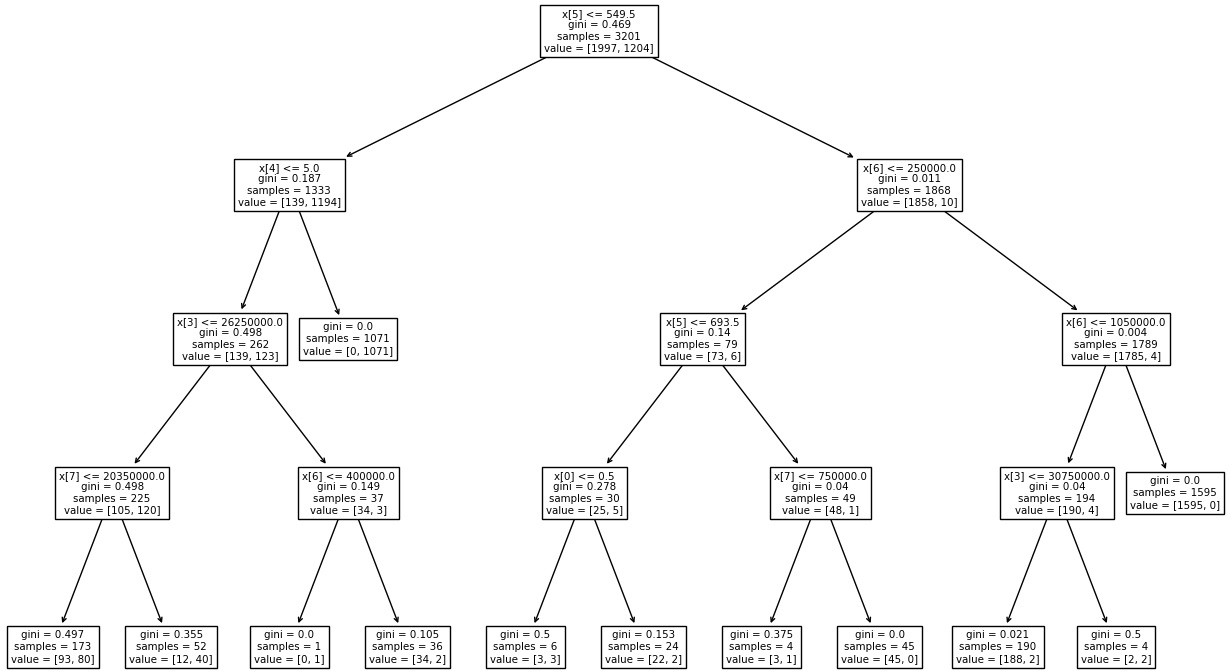 x[5] <= 549.5
gini = 0.469
samples = 3201
value = [1997, 1204]
x[4] <= 5.0
gini = 0.187
samples = 1333
value = [139, 1194]
x[6] <= 250000.0
gini = 0.011
samples = 1868
value = [1858, 10]
x[3] <= 26250000.0
gini = 0.498
samples = 262
value = [139, 123]
gini = 0.0
samples = 1071
value = [0, 1071]
x[5] <= 693.5
gini = 0.14
samples = 79
value = [73, 6]
x[6] <= 1050000.0
gini = 0.004
samples = 1789
value = [1785, 4]
x[7] <= 20350000.0
gini = 0.498
samples = 225
value = [105, 120]
x[6] <= 400000.0
gini = 0.149
samples = 37
value = [34, 3]
x[0] <= 0.5
gini = 0.278
samples = 30
value = [25, 5]
x[7] <= 750000.0
gini = 0.04
samples = 49
value = [48, 1]
x[3] <= 30750000.0
gini = 0.04
samples = 194
value = [190, 4]
gini = 0.0
samples = 1595
value = [1595, 0]
gini = 0.497
samples = 173
value = [93, 80]
gini = 0.355
samples = 52
value = [12, 40]
gini = 0.0
samples = 1
value = [0, 1]
gini = 0.105
samples = 36
value = [34, 2]
gini = 0.5
samples = 6
value = [3, 3]
gini = 0.153
samples = 24
value = [22, 2]
gini = 0.375
samples = 4
value = [3, 1]
gini = 0.0
samples = 45
value = [45, 0]
gini = 0.021
samples = 190
value = [188, 2]
gini = 0.5
samples = 4
value = [2, 2]